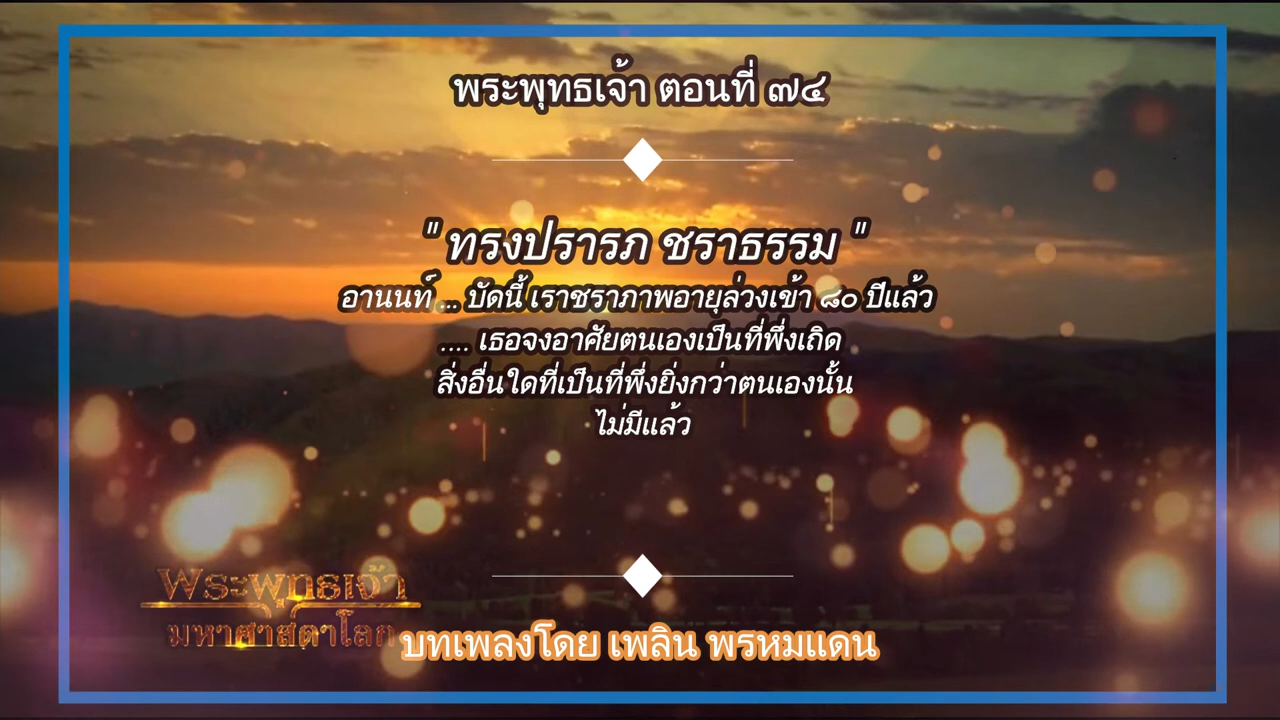 พระพุทธเจ้า ตอนที่ ๗๔
" ทรงปรารภ ชราธรรม "
อานนท์ ... บัดนี้ เราชราภาพอายุล่วงเข้า ๘๐ ปีแล้ว
.... เธอจงอาศัยตนเองเป็นที่พึ่งเถิด
สิ่งอื่นใดที่เป็นที่พึ่งยิ่งกว่าตนเองนั้น
ไม่มีแล้ว
พระพุทธเจ้า
มหาศาสดาโลก
บทเพลงโดย เพลิน พรหมแดน